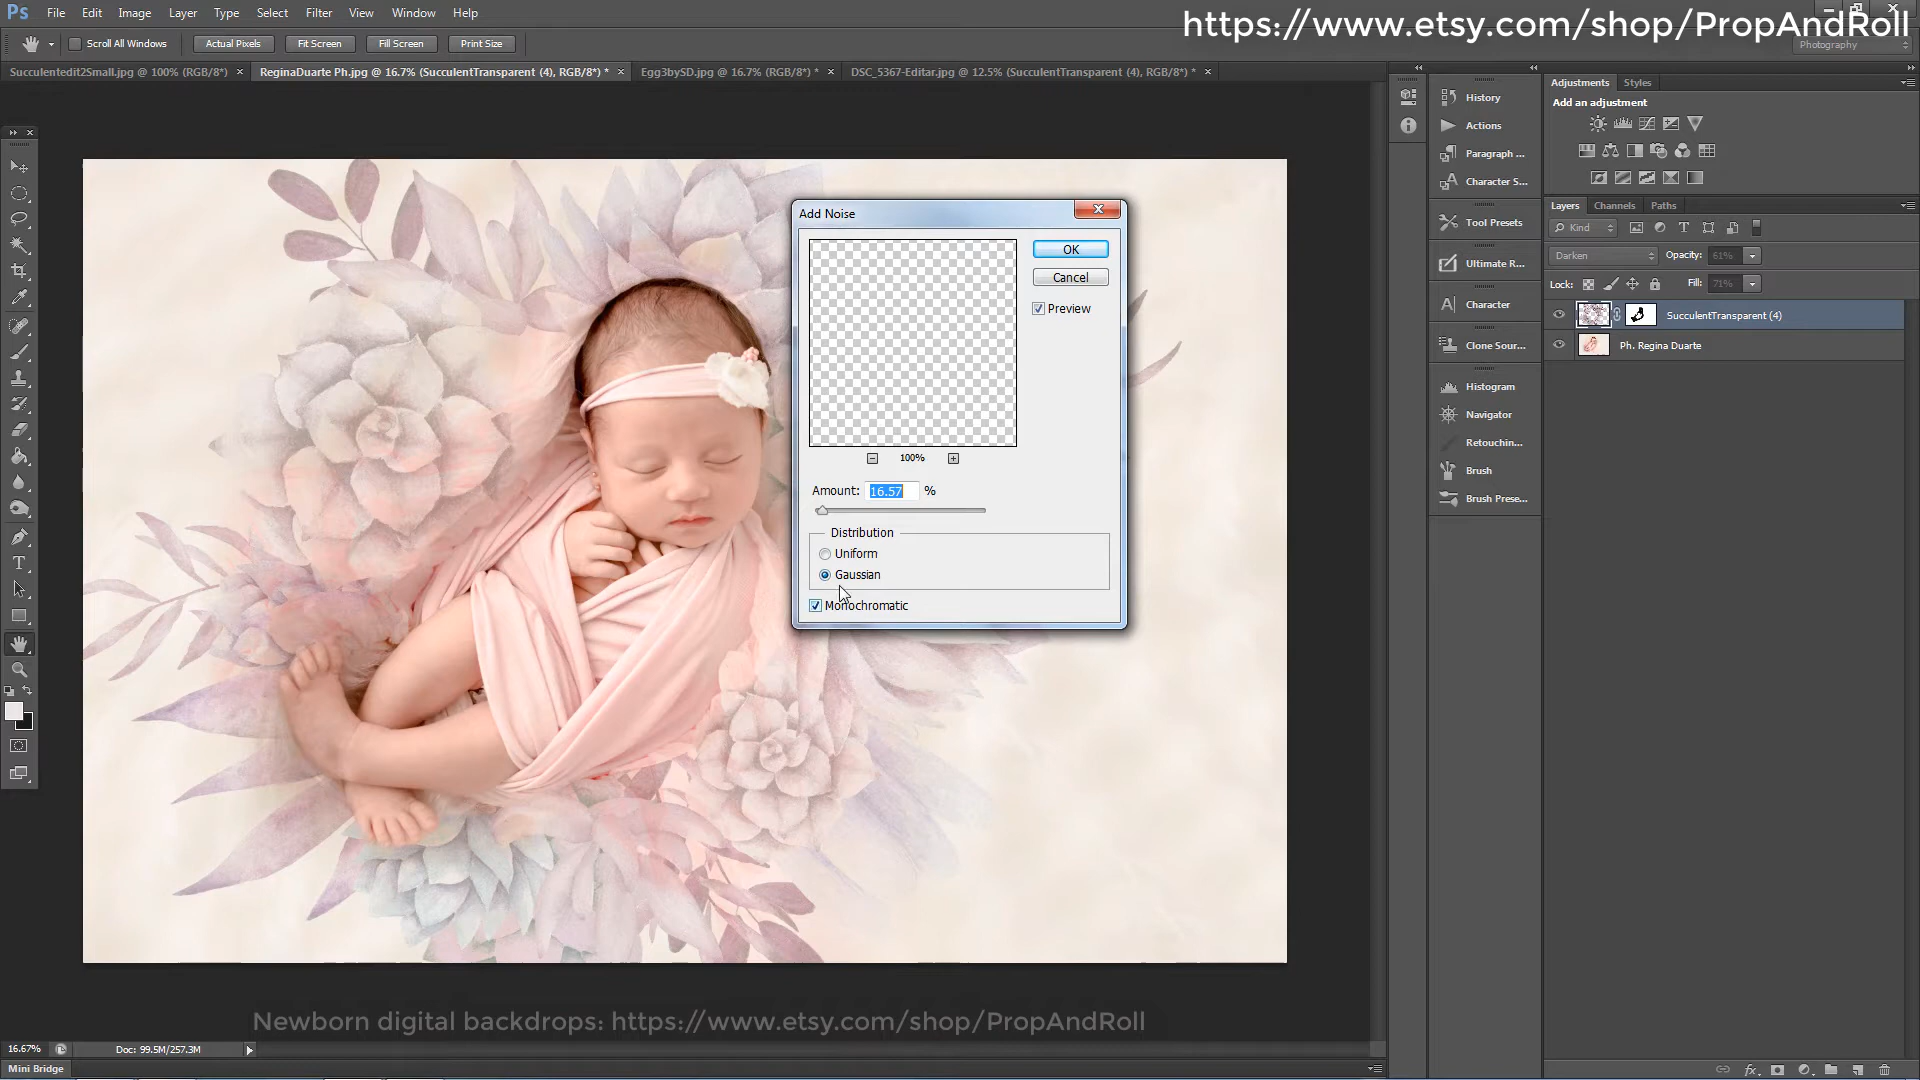 Ps File Edit Image Layer Type Select Filter View Window Help
https://www.etsy.com/shop/PropAndRoll
Scroll All Windows Actual Pixels Fit Screen Fill Screen Print Size
Photography
Succulentedit2Small.jpg @ 100% (RGB/8*) × ReginaDuarte Ph.jpg @ 16.7% (SucculentTransparent (4), RGB/8*) * × Egg3bySD.jpg @ 16.7% (RGB/8*) * × DSC_5367-Editar.jpg @ 12.5% (SucculentTransparent (4), RGB/8*) * ×
History
Actions
Paragraph ...
Character S...
Tool Presets
Ultimate R...
Character
Clone Sour...
Histogram
Navigator
Retouchin...
Brush
Brush Prese...
Adjustments Styles
Add an adjustment
Layers Channels Paths
Kind
Darken Opacity: 61%
Lock: Fill: 71%
SucculentTransparent (4)
Ph. Regina Duarte
Add Noise
OK
Cancel
Preview
100%
Amount: 16.57 %
Distribution
Uniform
Gaussian
Monochromatic
Newborn digital backdrops: https://www.etsy.com/shop/PropAndRoll
16.67% Doc: 99.5M/257.3M
Mini Bridge